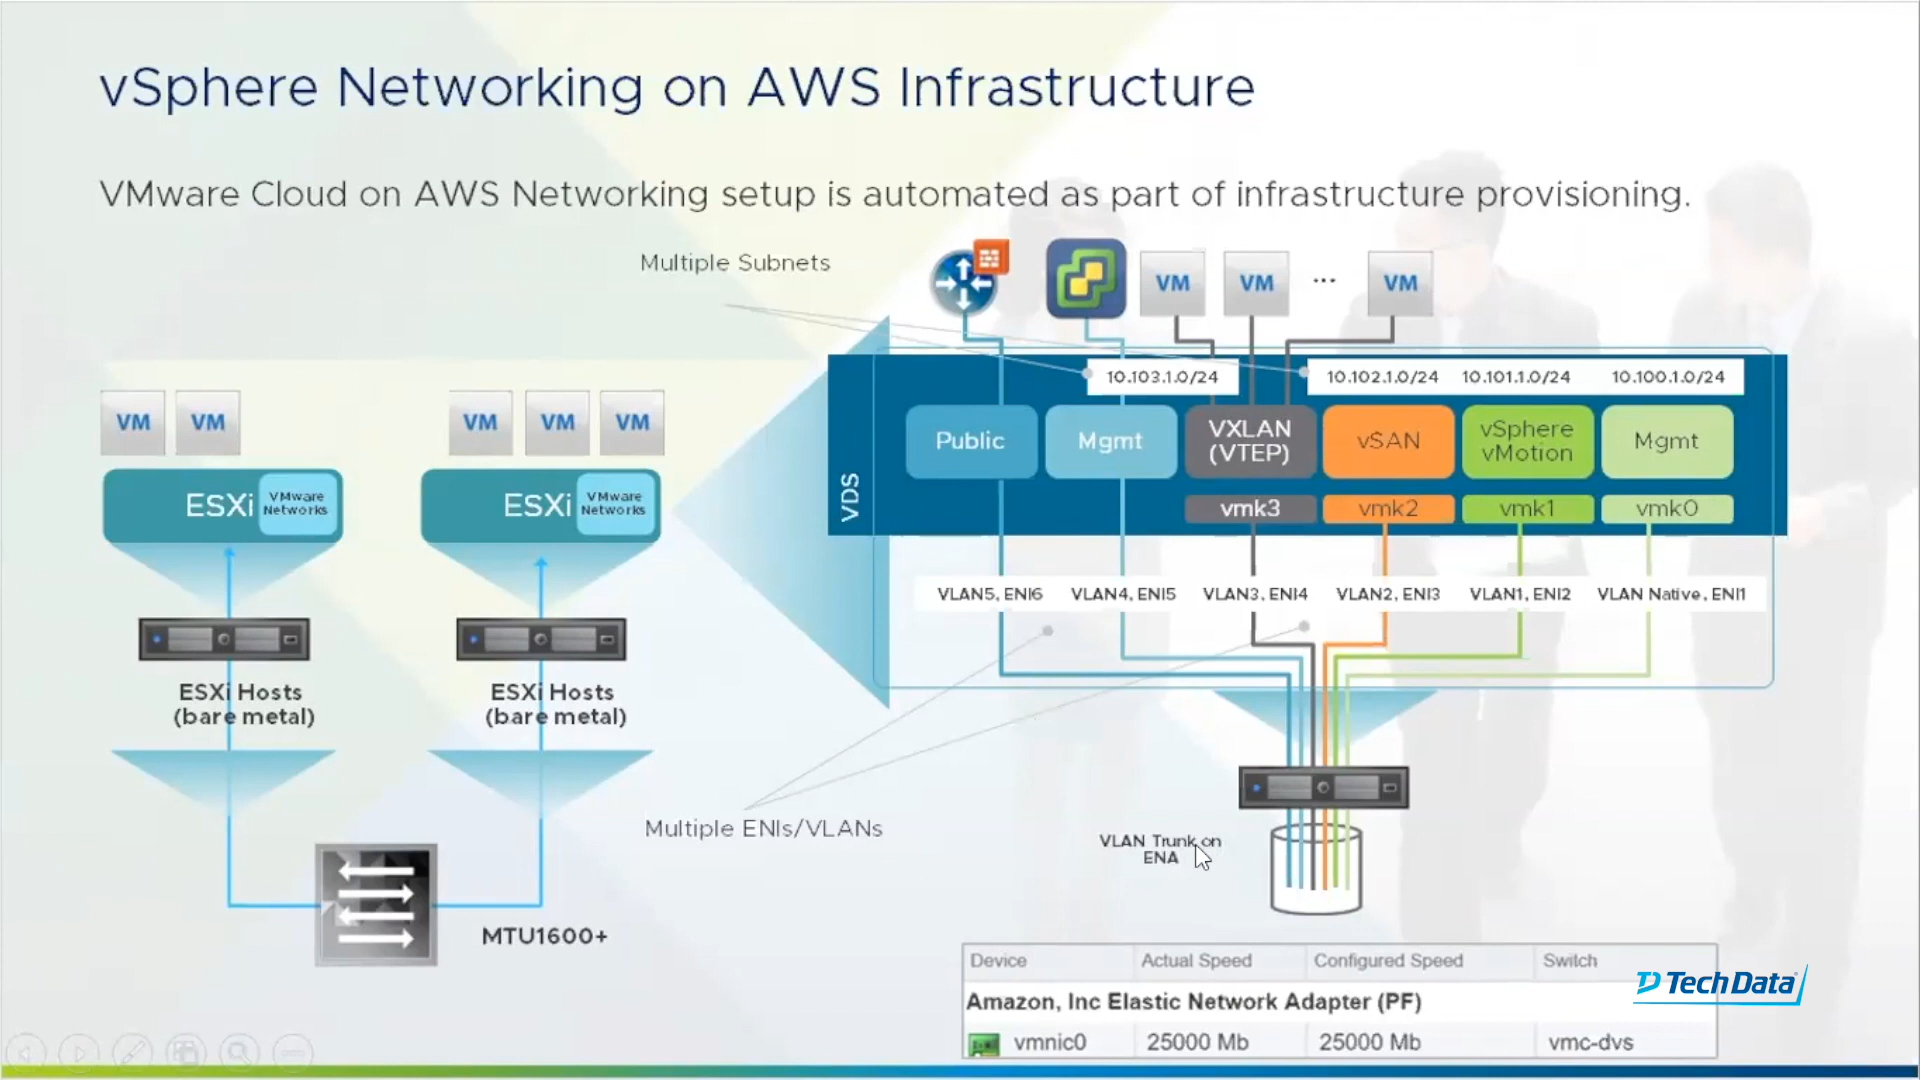 vSphere Networking on AWS Infrastructure
VMware Cloud on AWS Networking setup is automated as part of infrastructure provisioning.
Multiple Subnets
VM
VM
...
VM
10.103.1.0/24
10.102.1.0/24
10.101.1.0/24
10.100.1.0/24
VDS
Public
Mgmt
VXLAN
(VTEP)
vSAN
vSphere
vMotion
Mgmt
vmk3
vmk2
vmk1
vmk0
VLAN5, ENI6
VLAN4, ENI5
VLAN3, ENI4
VLAN2, ENI3
VLAN1, ENI2
VLAN Native, ENI1
VM
VM
VM
VM
VM
ESXi
VMware
Networks
ESXi
VMware
Networks
ESXi Hosts
(bare metal)
ESXi Hosts
(bare metal)
MTU1600+
Multiple ENIs/VLANs
VLAN Trunk on
ENA
Device Actual Speed Configured Speed Switch
Amazon, Inc Elastic Network Adapter (PF)
vmnic0 25000 Mb 25000 Mb vmc-dvs
TD TechData